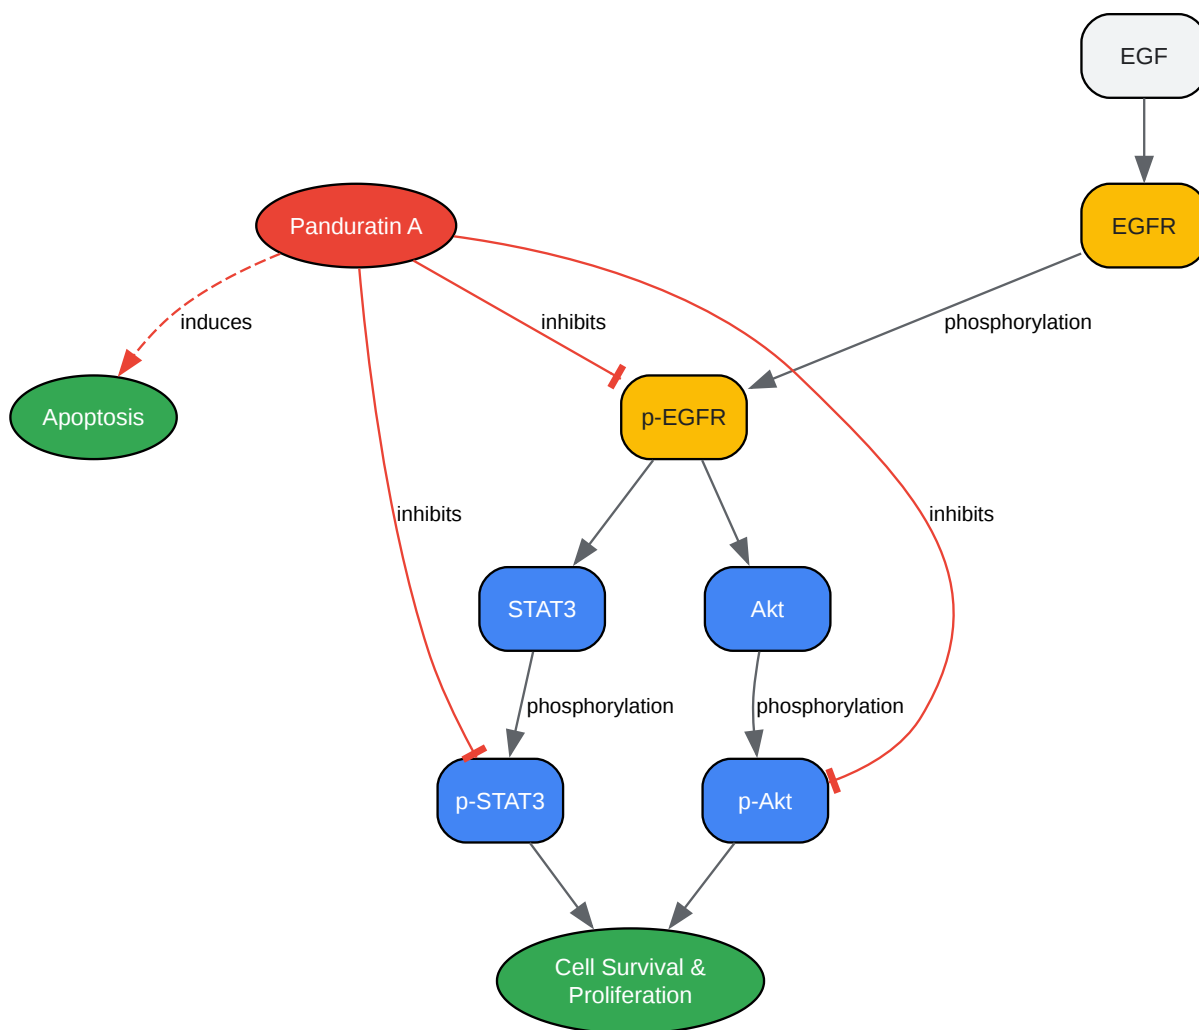 EGF
Panduratin A
EGFR
induces
inhibits
phosphorylation
Apoptosis
p-EGFR
inhibits
inhibits
STAT3
Akt
phosphorylation
phosphorylation
p-STAT3
p-Akt
Cell Survival &
Proliferation